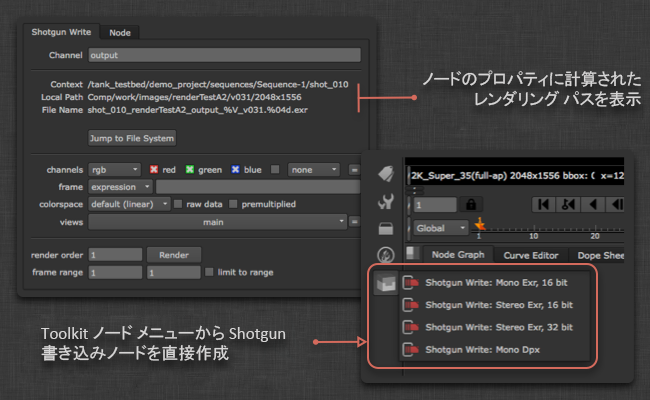 Shotgun Write
Node
Channel output
Context /tank_testbed/demo_project/sequences/Sequence-1/shot_010
Local Path Comp/work/images/renderTestA2/v031/2048x1556
File Name shot_010_renderTestA2_output_%V_v031.%04d.exr
Jump to File System
channels rgb red green blue none =
frame expression
colorspace default (linear) raw data premultiplied
views main =
render order 1 Render
frame range 1 1 limit to range
ノードのプロパティに計算された
レンダリング パスを表示
2K_Super_35(full-ap) 2048x1556 bbox: ( x=12
1
Global 1 10 20
Node Graph Curve Editor Dope Shee
Shotgun Write: Mono Exr, 16 bit
Shotgun Write: Stereo Exr, 16 bit
Shotgun Write: Stereo Exr, 32 bit
Shotgun Write: Mono Dpx
Toolkit ノード メニューから Shotgun
書き込みノードを直接作成